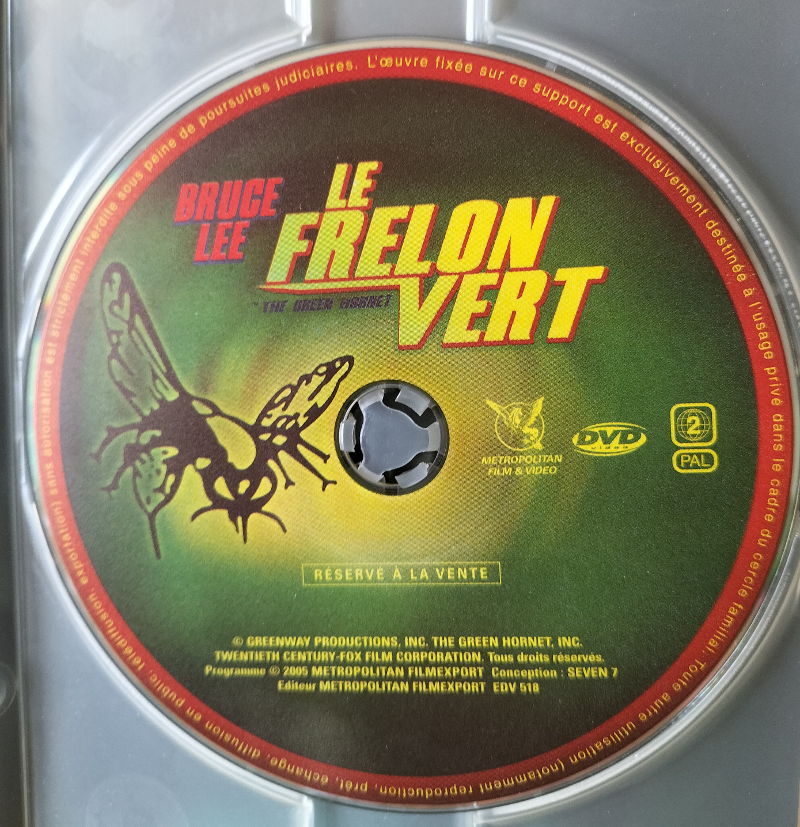 BRUCE
LEE
LE
FRELON
VERT
™ THE GREEN HORNET
METROPOLITAN
FILM & VIDEO
DVD
VIDEO
2
PAL
RÉSERVÉ À LA VENTE
© GREENWAY PRODUCTIONS, INC. THE GREEN HORNET, INC.
TWENTIETH CENTURY-FOX FILM CORPORATION. Tous droits réservés.
Programme © 2005 METROPOLITAN FILMEXPORT Conception : SEVEN 7
Editeur METROPOLITAN FILMEXPORT EDV 518
L'œuvre fixée sur ce support est exclusivement destinée à l'usage privé dans le cadre du cercle familial. Toute autre utilisation (notamment reproduction, prêt, échange, diffusion en public, télédiffusion, exportation) sans autorisation est strictement interdite sous peine de poursuites judiciaires.